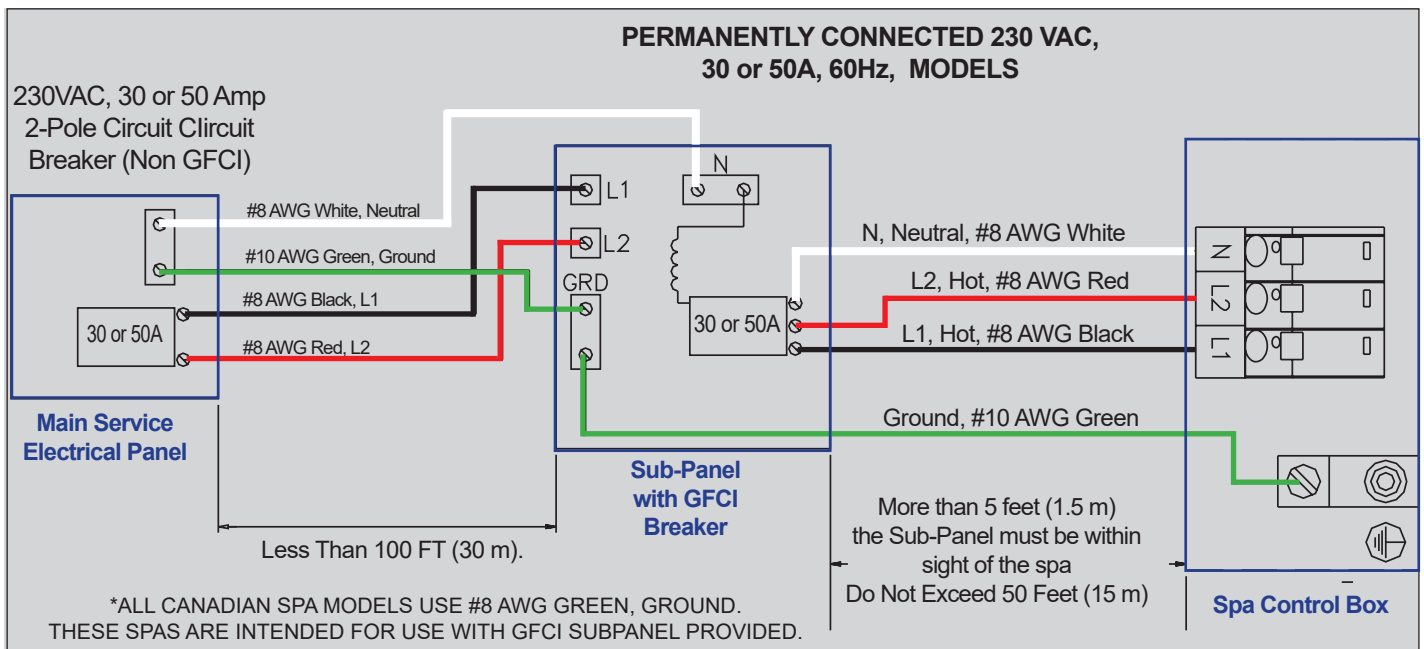 PERMANENTLY CONNECTED 230 VAC,
30 or 50A, 60Hz, MODELS
230VAC, 30 or 50 Amp
2-Pole Circuit CIircuit
Breaker (Non GFCI)
#8 AWG White, Neutral
#10 AWG Green, Ground
#8 AWG Black, L1
30 or 50A
#8 AWG Red, L2
Main Service
Electrical Panel
L1
N
L2
GRD
30 or 50A
Sub-Panel
with GFCI
Breaker
N, Neutral, #8 AWG White
L2, Hot, #8 AWG Red
L1, Hot, #8 AWG Black
Ground, #10 AWG Green
N
L2
L1
Less Than 100 FT (30 m).
More than 5 feet (1.5 m)
the Sub-Panel must be within
sight of the spa
Do Not Exceed 50 Feet (15 m)
Spa Control Box
*ALL CANADIAN SPA MODELS USE #8 AWG GREEN, GROUND.
THESE SPAS ARE INTENDED FOR USE WITH GFCI SUBPANEL PROVIDED.